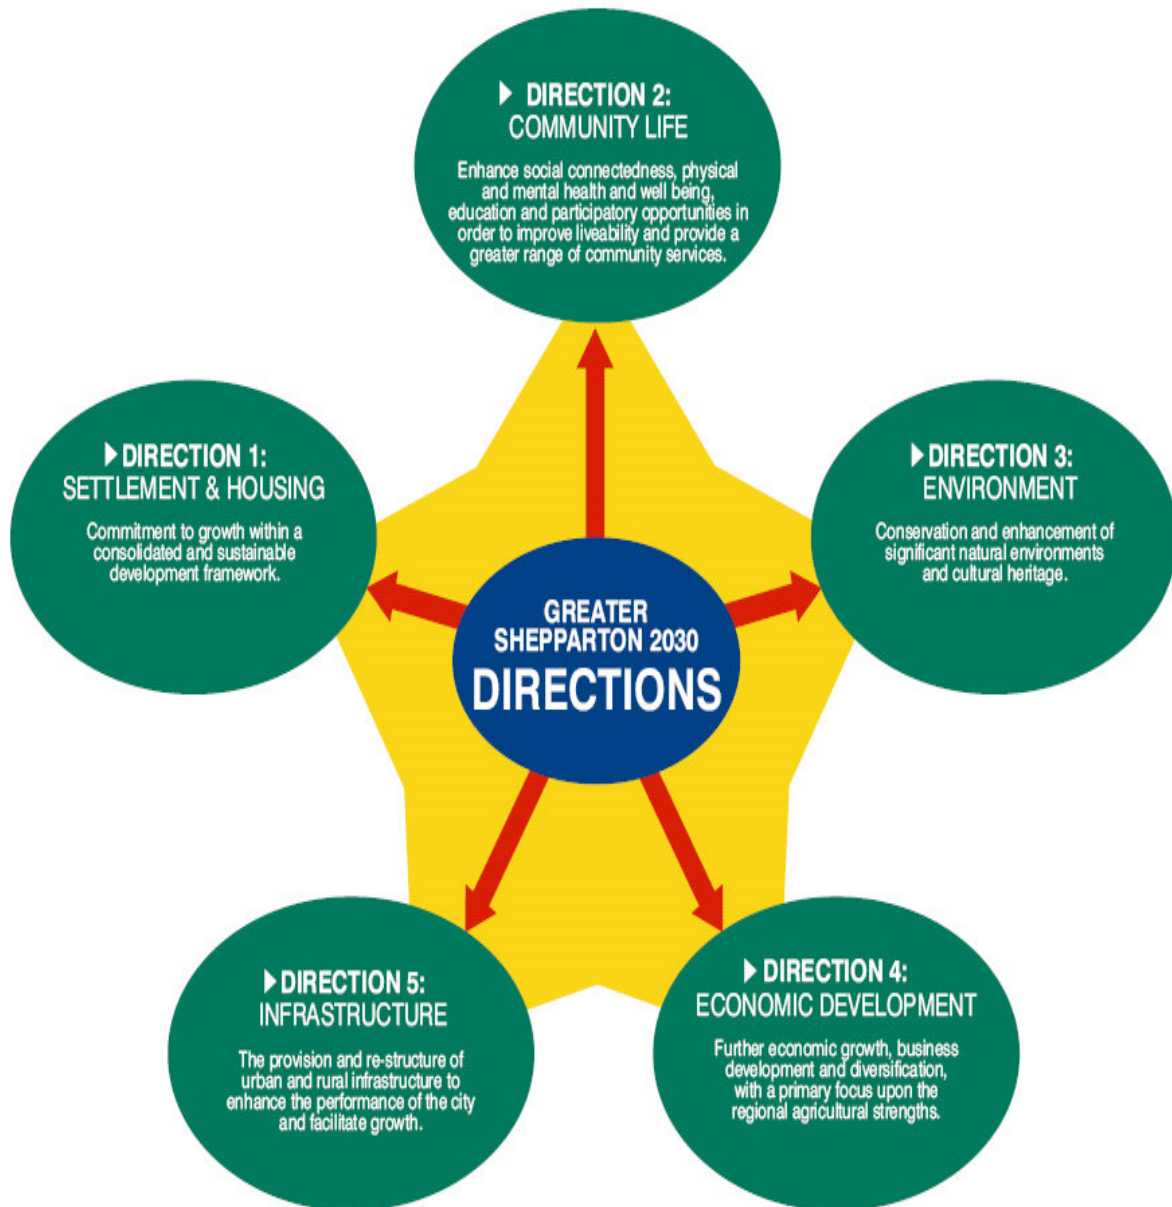 ▶ DIRECTION 2:
COMMUNITY LIFE
Enhance social connectedness, physical
and mental health and well being,
education and participatory opportunities in
order to improve liveability and provide a
greater range of community services.
▶ DIRECTION 1:
SETTLEMENT & HOUSING
Commitment to growth within a
consolidated and sustainable
development framework.
▶ DIRECTION 3:
ENVIRONMENT
Conservation and enhancement of
significant natural environments
and cultural heritage.
GREATER
SHEPPARTON 2030
DIRECTIONS
▶ DIRECTION 5:
INFRASTRUCTURE
The provision and re-structure of
urban and rural infrastructure to
enhance the performance of the city
and facilitate growth.
▶ DIRECTION 4:
ECONOMIC DEVELOPMENT
Further economic growth, business
development and diversification,
with a primary focus upon the
regional agricultural strengths.